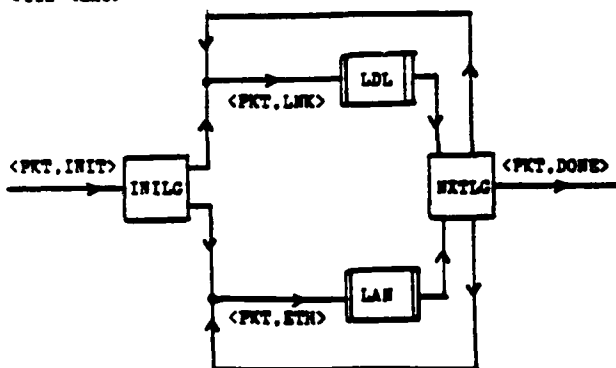 LDL
<PKT,LNK>
<PKT,INIT>
INILG
NXTLG
<PKT,DONE>
LAN
<PKT,ETH>